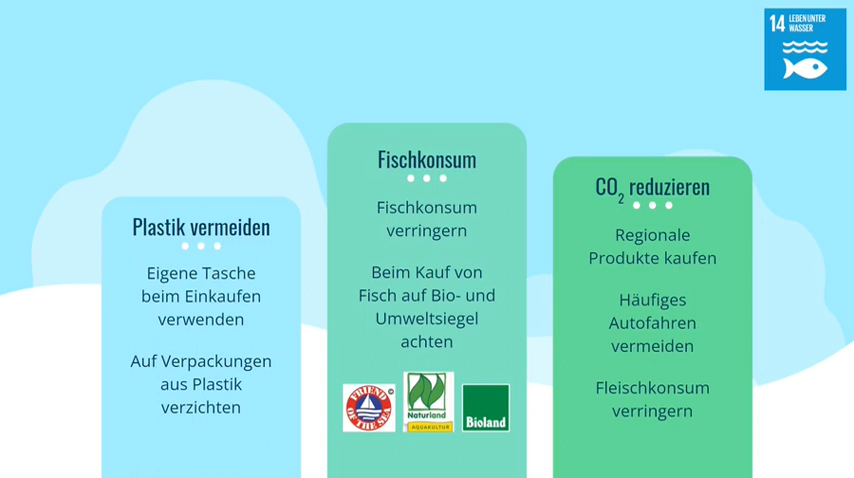 14 LEBEN UNTER
WASSER
Plastik vermeiden
Eigene Tasche
beim Einkaufen
verwenden
Auf Verpackungen
aus Plastik
verzichten
Fischkonsum
Fischkonsum
verringern
Beim Kauf von
Fisch auf Bio- und
Umweltsiegel
achten
FRIEND
OF THE SEA
Naturland
AQUAKULTUR
Bioland
CO₂ reduzieren
Regionale
Produkte kaufen
Häufiges
Autofahren
vermeiden
Fleischkonsum
verringern